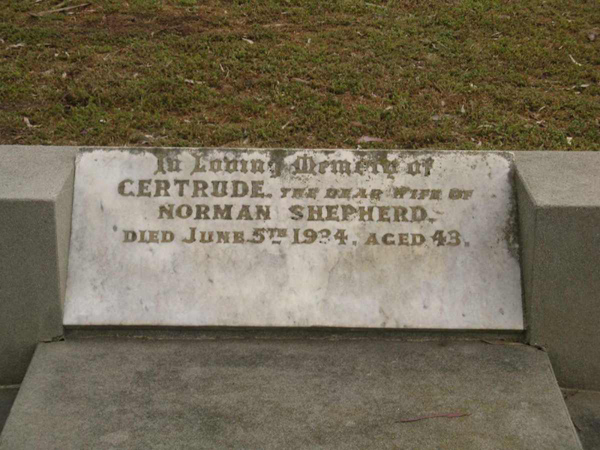 In Loving Memory of
GERTRUDE. THE DEAR WIFE OF
NORMAN SHEPHERD.
DIED JUNE 5TH 1934. AGED 43.